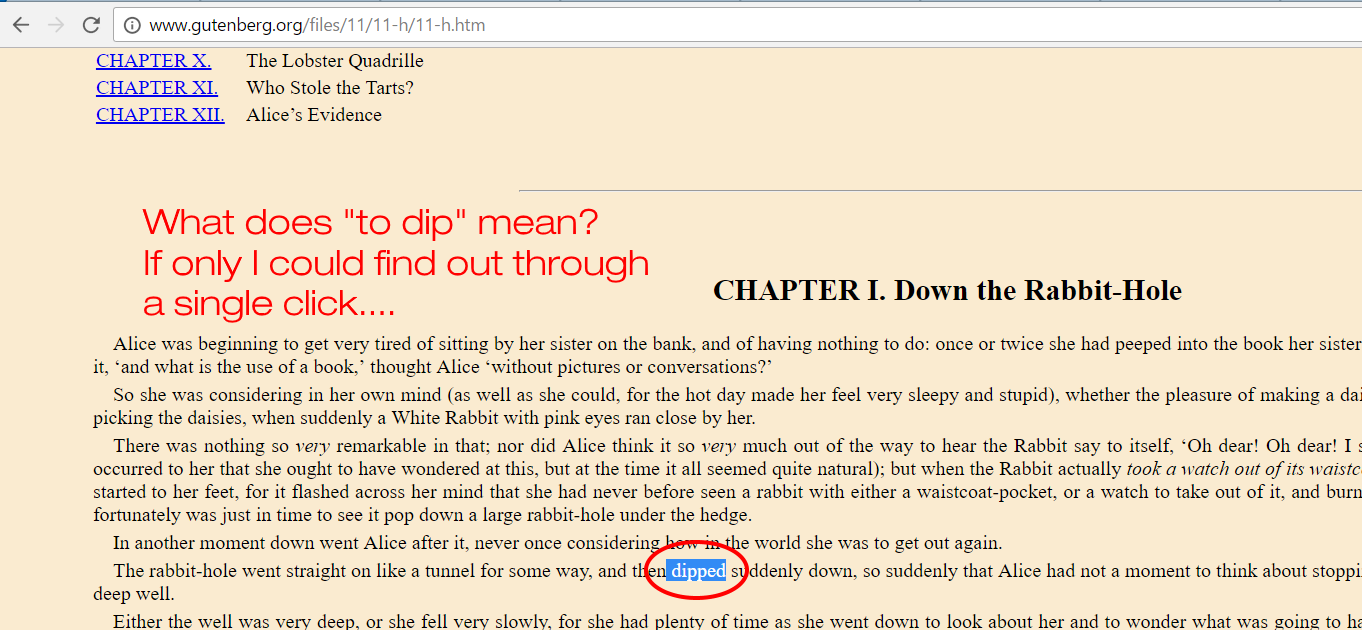 www.gutenberg.org/files/11/11-h/11-h.htm
CHAPTER X. The Lobster Quadrille
CHAPTER XI. Who Stole the Tarts?
CHAPTER XII. Alice’s Evidence
What does "to dip" mean?
If only I could find out through
a single click....
CHAPTER I. Down the Rabbit-Hole
Alice was beginning to get very tired of sitting by her sister on the bank, and of having nothing to do: once or twice she had peeped into the book her sister
it, ‘and what is the use of a book,’ thought Alice ‘without pictures or conversations?’
So she was considering in her own mind (as well as she could, for the hot day made her feel very sleepy and stupid), whether the pleasure of making a dai
picking the daisies, when suddenly a White Rabbit with pink eyes ran close by her.
There was nothing so very remarkable in that; nor did Alice think it so very much out of the way to hear the Rabbit say to itself, ‘Oh dear! Oh dear! I s
occurred to her that she ought to have wondered at this, but at the time it all seemed quite natural); but when the Rabbit actually took a watch out of its waistc
started to her feet, for it flashed across her mind that she had never before seen a rabbit with either a waistcoat-pocket, or a watch to take out of it, and burn
fortunately was just in time to see it pop down a large rabbit-hole under the hedge.
In another moment down went Alice after it, never once considering how in the world she was to get out again.
The rabbit-hole went straight on like a tunnel for some way, and then dipped suddenly down, so suddenly that Alice had not a moment to think about stoppi
deep well.
Either the well was very deep, or she fell very slowly, for she had plenty of time as she went down to look about her and to wonder what was going to ha